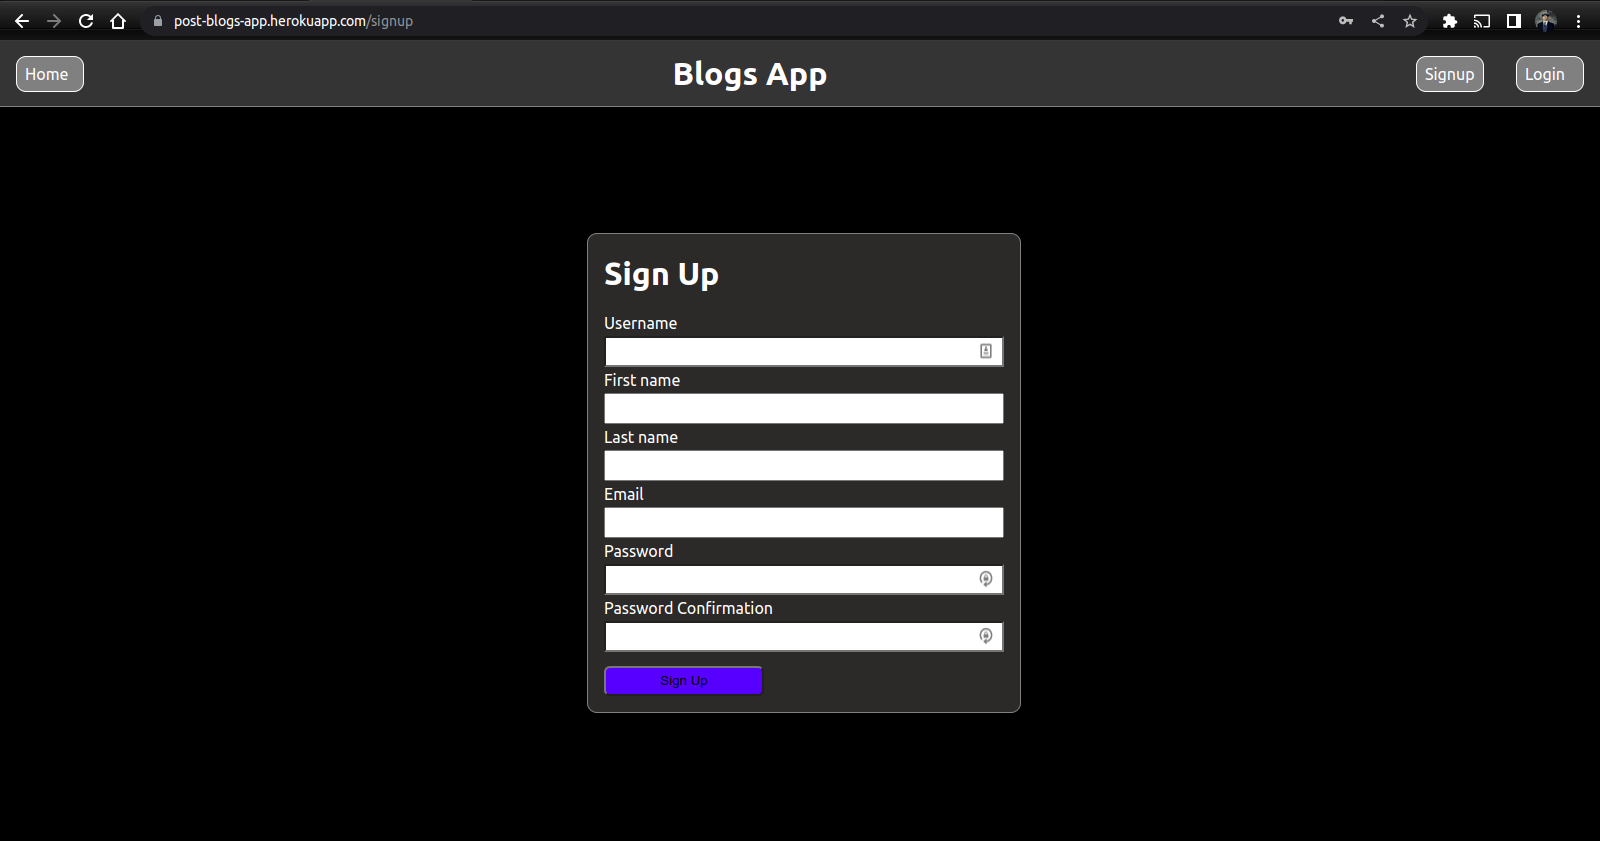 post-blogs-app.herokuapp.com/signup
Home
Blogs App
Signup
Login
Sign Up
Username
First name
Last name
Email
Password
Password Confirmation
Sign Up